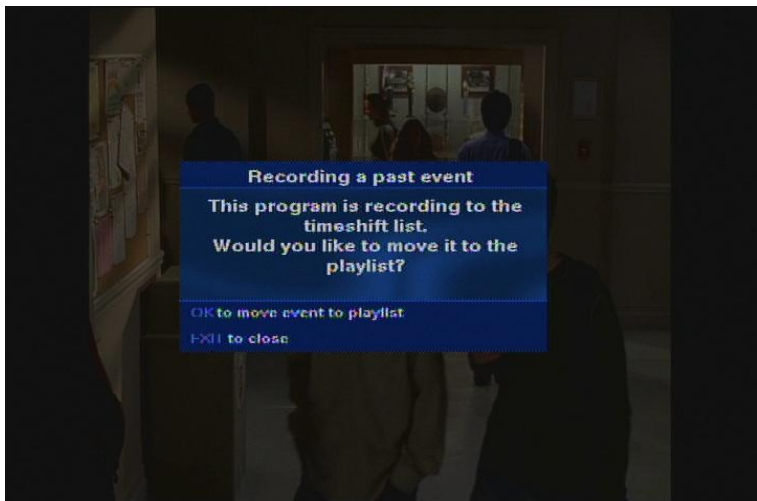 Recording a past event
This program is recording to the
timeshift list.
Would you like to move it to the
playlist?
OK to move event to playlist
EXIT to close